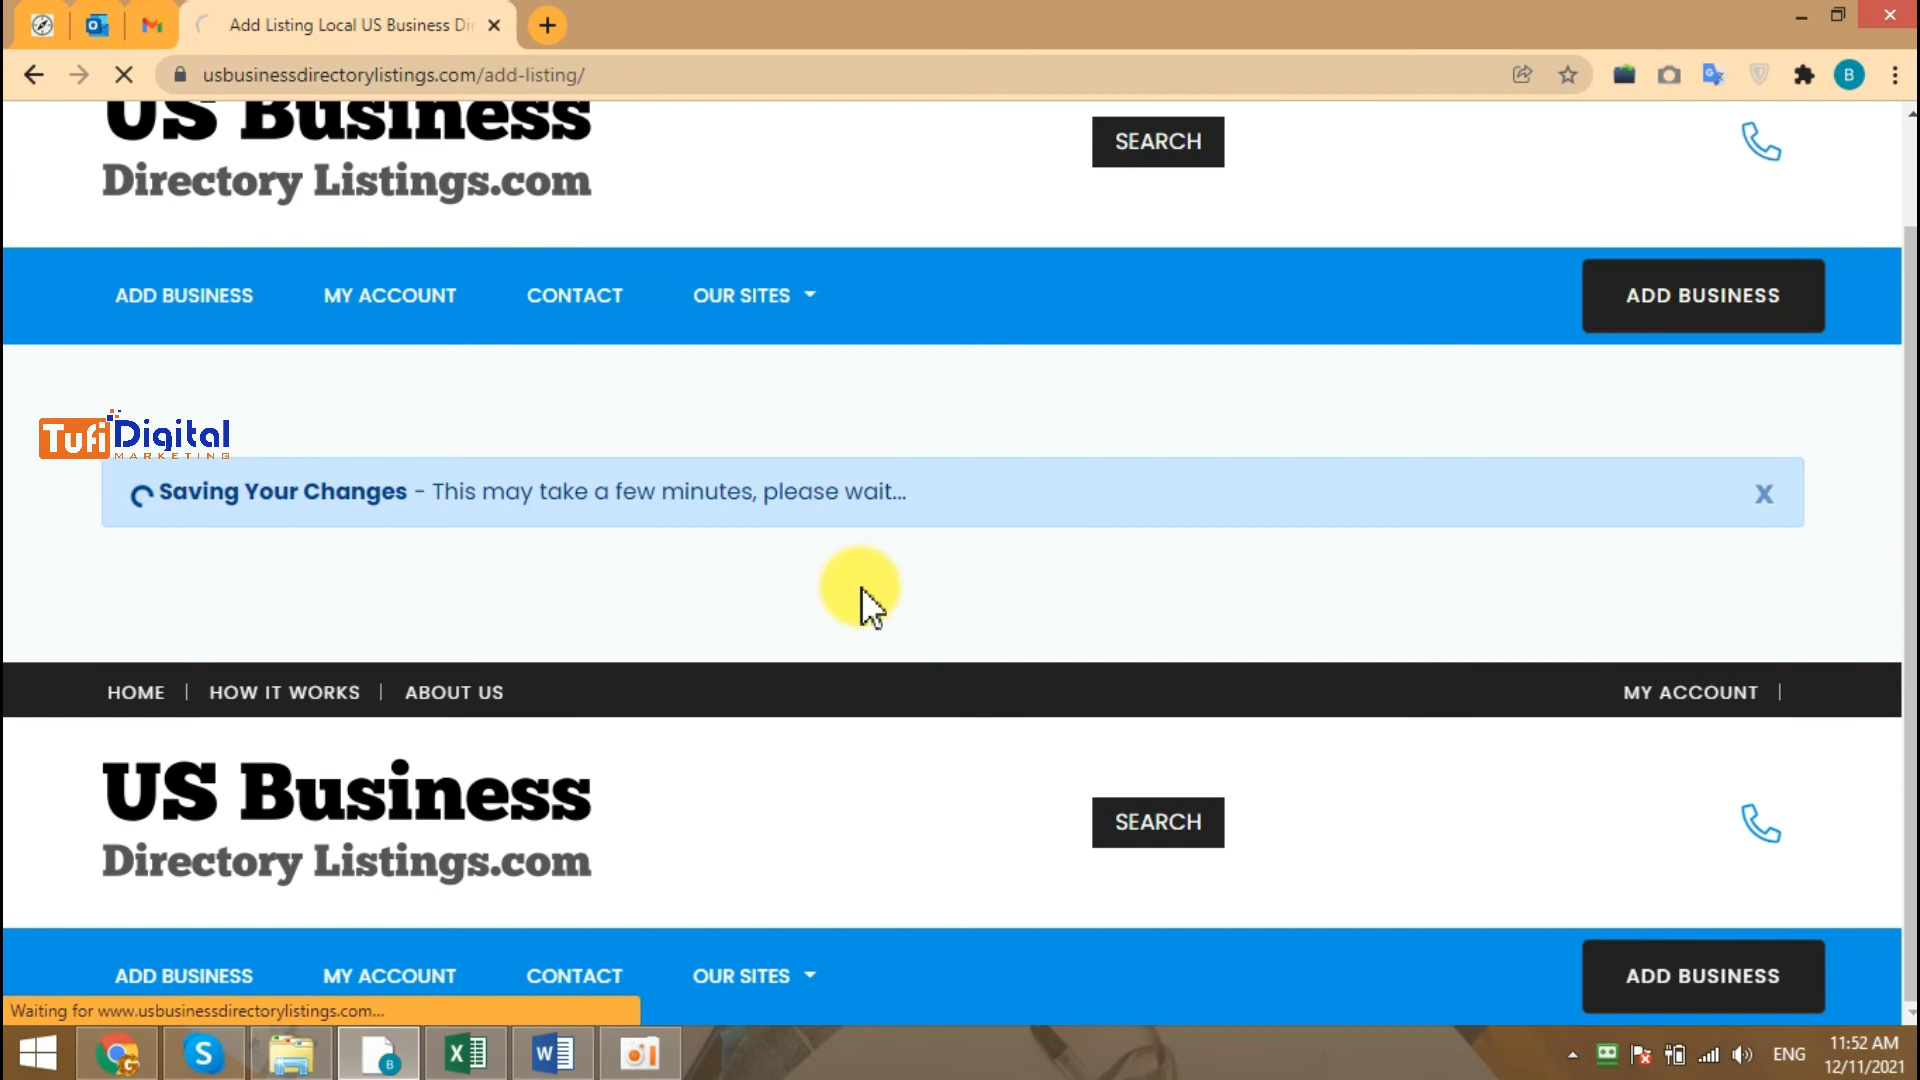 Add Listing Local US Business Di
usbusinessdirectorylistings.com/add-listing/
B
US Business
Directory Listings.com
SEARCH
ADD BUSINESS
MY ACCOUNT
CONTACT
OUR SITES
ADD BUSINESS
Tufi Digital
MARKETING
Saving Your Changes - This may take a few minutes, please wait...
X
HOME | HOW IT WORKS | ABOUT US
MY ACCOUNT |
US Business
Directory Listings.com
SEARCH
ADD BUSINESS
MY ACCOUNT
CONTACT
OUR SITES
ADD BUSINESS
Waiting for www.usbusinessdirectorylistings.com...
ENG
11:52 AM
12/11/2021